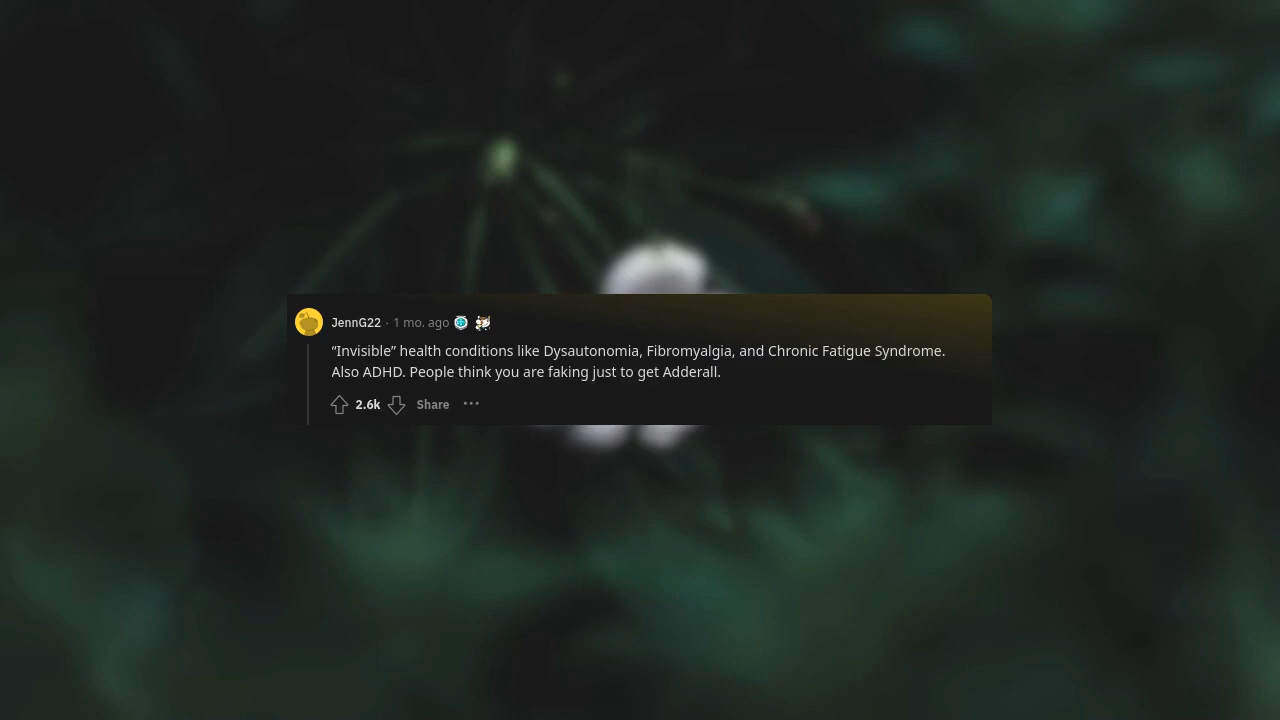 JennG22 · 1 mo. ago
“Invisible” health conditions like Dysautonomia, Fibromyalgia, and Chronic Fatigue Syndrome.
Also ADHD. People think you are faking just to get Adderall.
2.6k Share ···